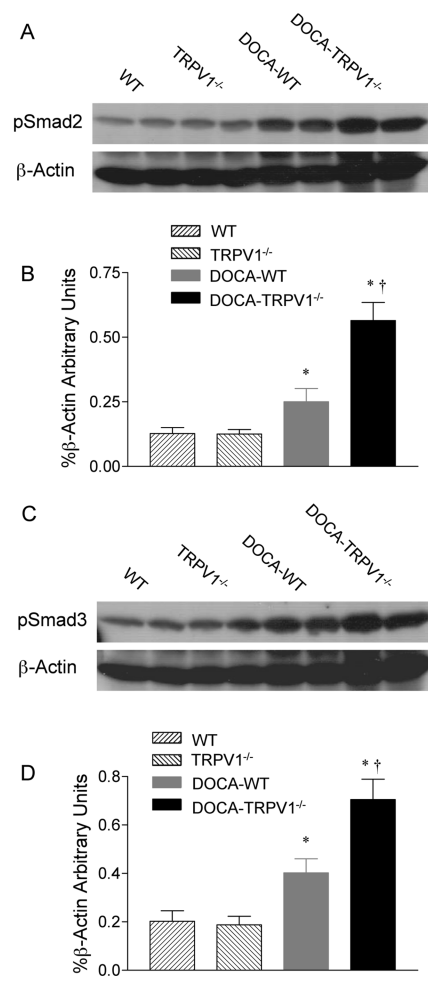 A
WT TRPV1-/- DOCA-WT DOCA-TRPV1-/-
pSmad2
β-Actin
WT
TRPV1-/-
B
DOCA-WT
DOCA-TRPV1-/-
%β-Actin Arbitrary Units
0.75
0.50
0.25
0.00
*
* †
C
WT TRPV1-/- DOCA-WT DOCA-TRPV1-/-
pSmad3
β-Actin
WT
TRPV1-/-
D
DOCA-WT
DOCA-TRPV1-/-
%β-Actin Arbitrary Units
0.8
0.6
0.4
0.2
0.0
*
* †